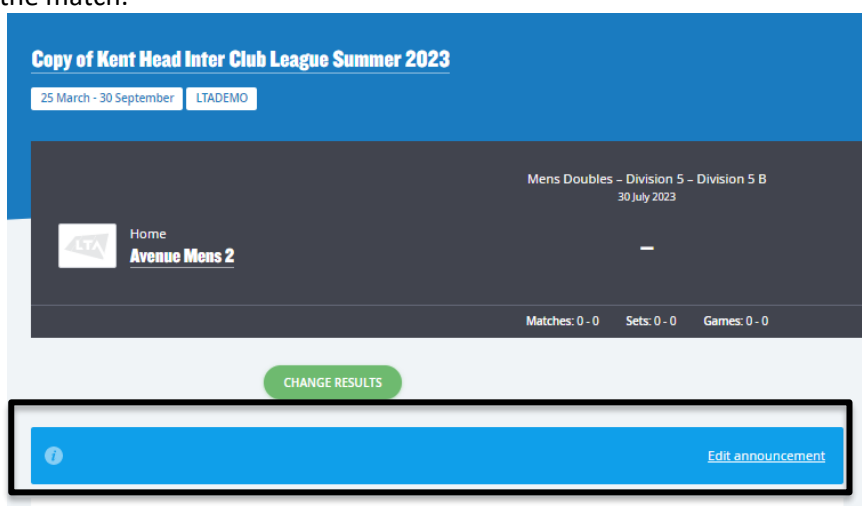 the match.
Copy of Kent Head Inter Club League Summer 2023
25 March - 30 September LTADEMO
Mens Doubles – Division 5 – Division 5 B
30 July 2023
LTA Home
Avenue Mens 2
–
Matches: 0 - 0 Sets: 0 - 0 Games: 0 - 0
CHANGE RESULTS
i Edit announcement